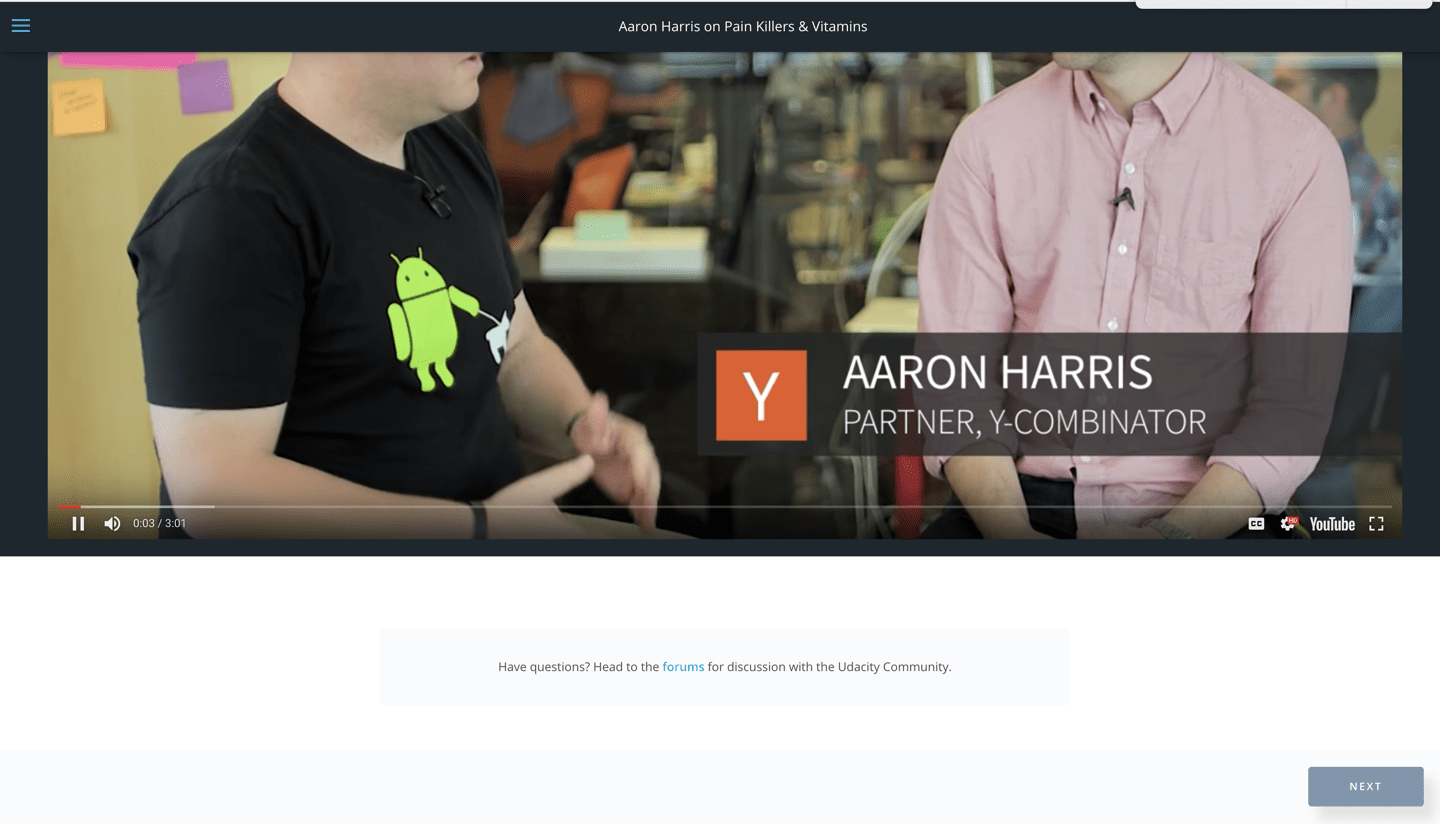 Aaron Harris on Pain Killers & Vitamins
Y
AARON HARRIS
PARTNER, Y-COMBINATOR
0:03 / 3:01
CC
HD
YouTube
Have questions? Head to the forums for discussion with the Udacity Community.
NEXT